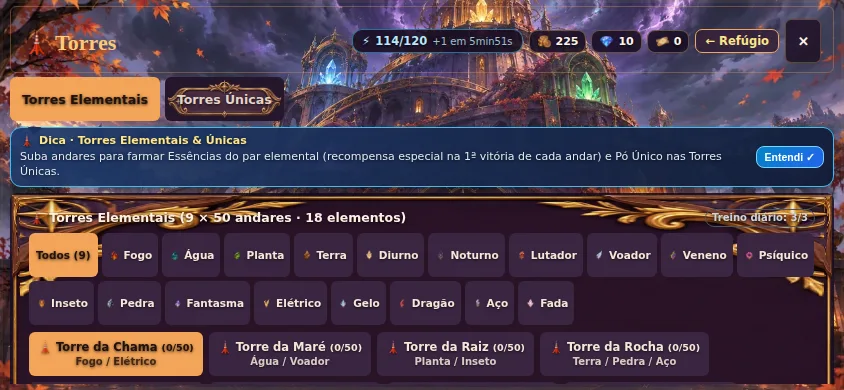 Torres
⚡ 114/120 +1 em 5min51s 225 10 0 ← Refúgio ×
Torres Elementais Torres Únicas
Dica · Torres Elementais & Únicas
Suba andares para farmar Essências do par elemental (recompensa especial na 1ª vitória de cada andar) e Pó Único nas Torres
Únicas.
Entendi ✓
Torres Elementais (9 × 50 andares · 18 elementos) Treino diário: 3/3
Todos (9) Fogo Água Planta Terra Diurno Noturno Lutador Voador Veneno Psíquico
Inseto Pedra Fantasma Elétrico Gelo Dragão Aço Fada
Torre da Chama (0/50) Torre da Maré (0/50) Torre da Raiz (0/50) Torre da Rocha (0/50)
Fogo / Elétrico Água / Voador Planta / Inseto Terra / Pedra / Aço